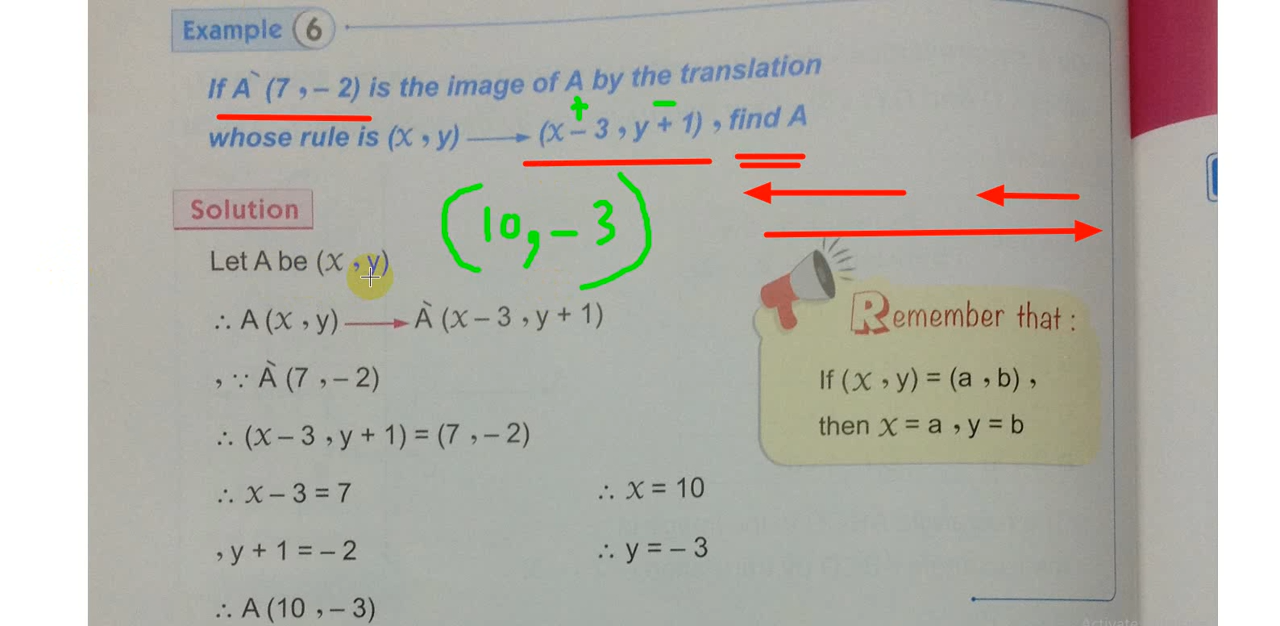 Example 6
If A` (7 , – 2) is the image of A by the translation
+ –
whose rule is (x , y) ⟶ (x – 3 , y + 1) , find A
Solution
(10, – 3)
Let A be (x , y)
∴ A (x , y) ⟶ À (x – 3 , y + 1)
, ∵ À (7 , – 2)
∴ (x – 3 , y + 1) = (7 , – 2)
∴ x – 3 = 7 ∴ x = 10
, y + 1 = – 2 ∴ y = – 3
∴ A (10 , – 3)
Remember that :
If (x , y) = (a , b) ,
then x = a , y = b
Activate